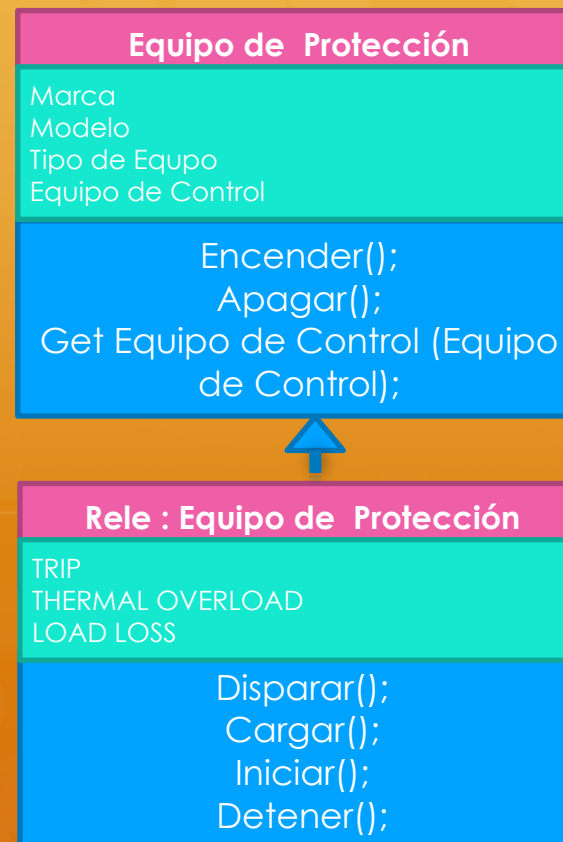 Equipo de  Protección
Marca
Modelo
Tipo de Equpo
Equipo de Control
Encender();
Apagar();
Get Equipo de Control (Equipo
de Control);
Rele : Equipo de  Protección
TRIP
THERMAL OVERLOAD
LOAD LOSS
Disparar();
Cargar();
Iniciar();
Detener();